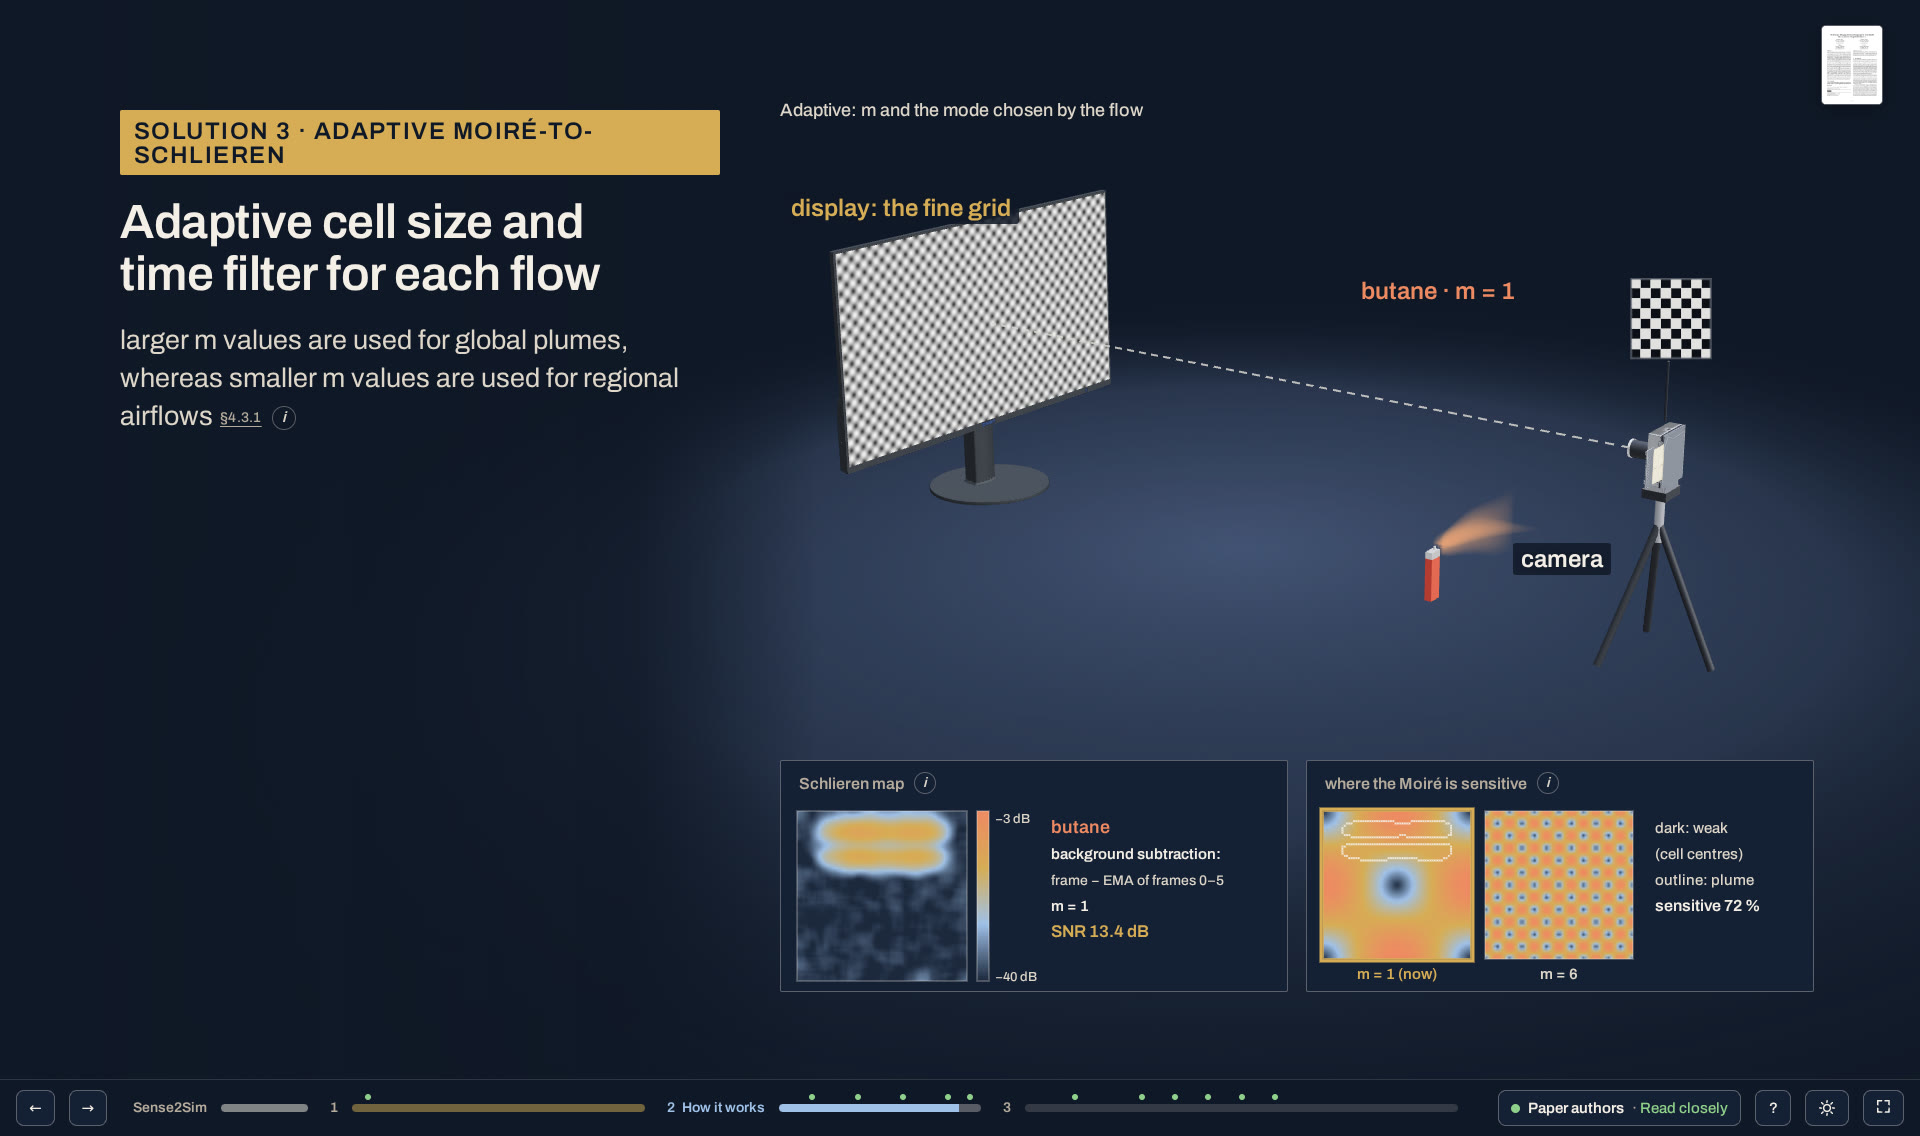 SOLUTION 3 · ADAPTIVE MOIRÉ-TO-
SCHLIEREN
Adaptive cell size and
time filter for each flow
larger m values are used for global plumes,
whereas smaller m values are used for regional
airflows §4.3.1 i
Adaptive: m and the mode chosen by the flow
display: the fine grid
butane · m = 1
camera
Schlieren map i
–3 dB
–40 dB
butane
background subtraction:
frame – EMA of frames 0–5
m = 1
SNR 13.4 dB
where the Moiré is sensitive i
m = 1 (now)
m = 6
dark: weak
(cell centres)
outline: plume
sensitive 72 %
← → Sense2Sim 1 2 How it works 3 Paper authors · Read closely ?